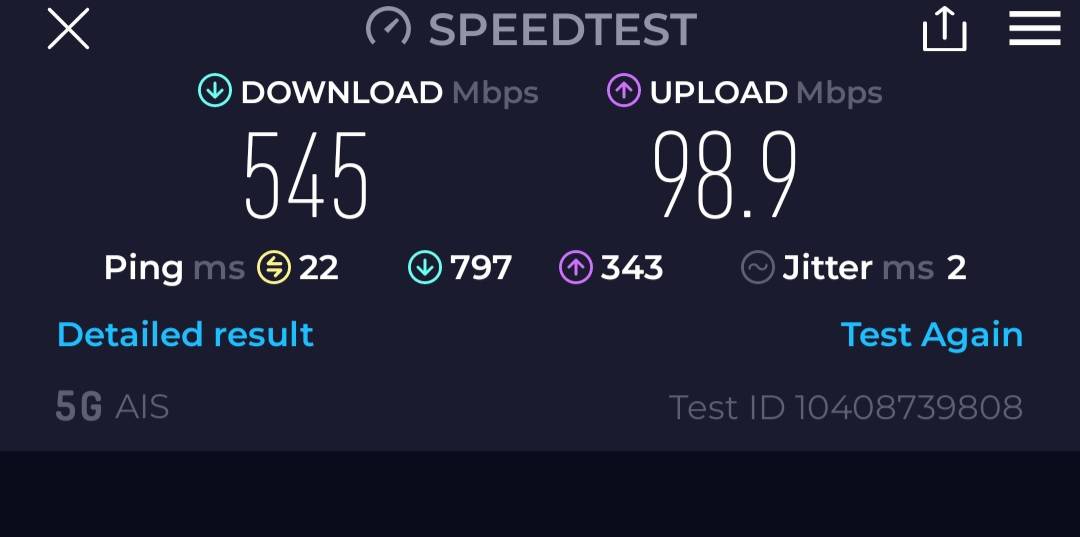 SPEEDTEST
DOWNLOAD Mbps UPLOAD Mbps
545 98.9
Ping ms 22 797 343 Jitter ms 2
Detailed result Test Again
5G AIS Test ID 10408739808